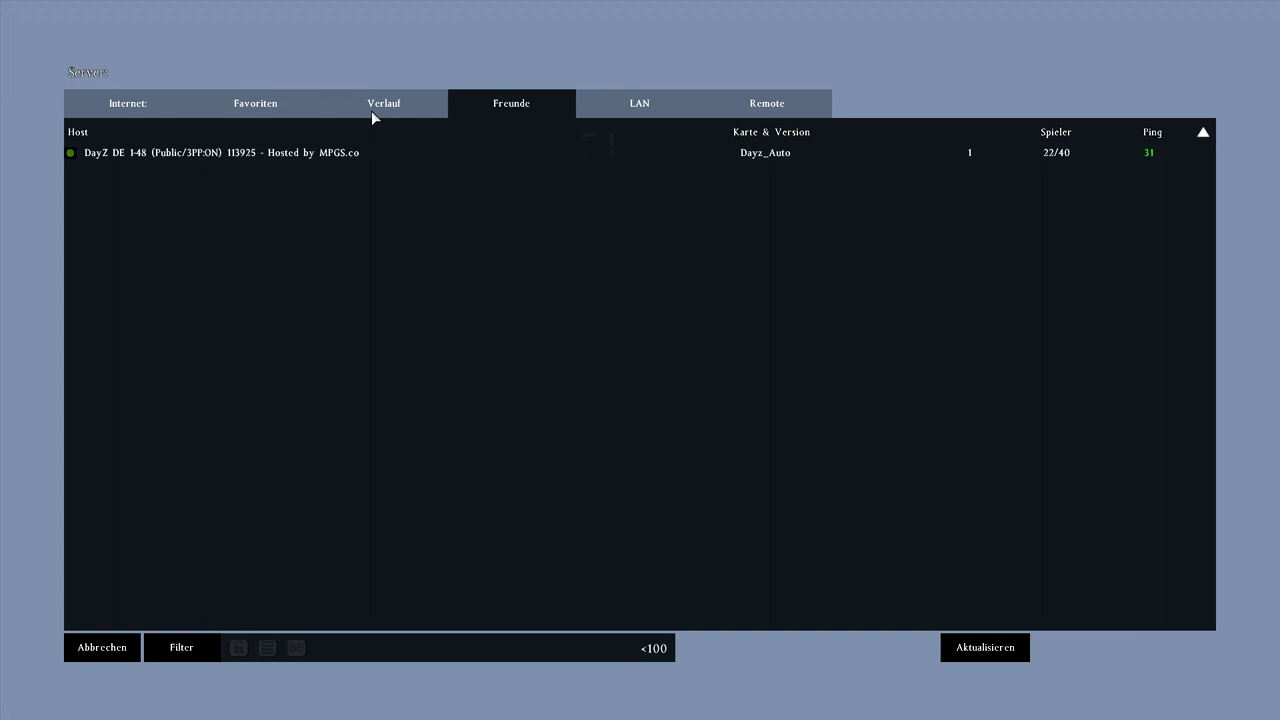 Server:
Internet: Favoriten Verlauf Freunde LAN Remote
Host Karte & Version Spieler Ping
DayZ DE 1-48 (Public/3PP:ON) 113925 - Hosted by MPGS.co Dayz_Auto 1 22/40 31
Abbrechen Filter <100 Aktualisieren